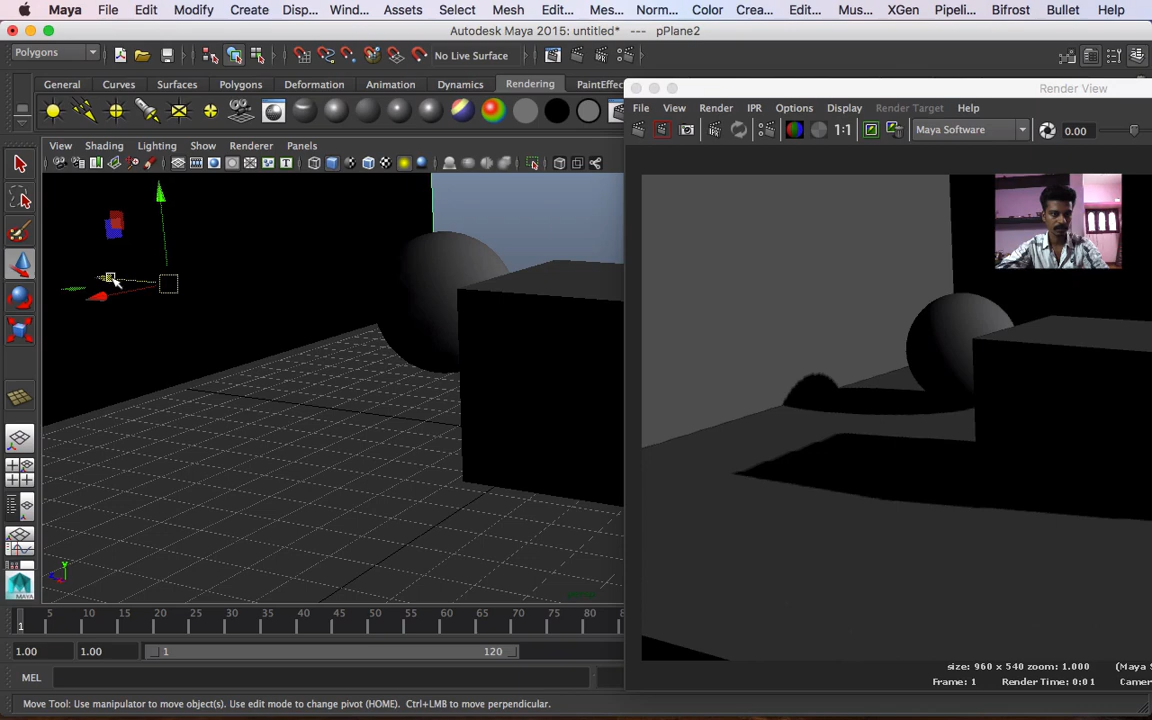 Maya File Edit Modify Create Disp... Wind... Assets Select Mesh Edit... Mes... Norm... Color Crea... Edit... Mus... XGen Pipeli... Bifrost Bullet Help
Autodesk Maya 2015: untitled* --- pPlane2
Polygons No Live Surface
General Curves Surfaces Polygons Deformation Animation Dynamics Rendering PaintEffec
Render View
File View Render IPR Options Display Render Target Help
1:1 Maya Software 0.00
View Shading Lighting Show Renderer Panels
Y
MAYA
5 10 15 20 25 30 35 40 45 50 55 60 65 70 75 80
1
1.00 1.00 1 120
size: 960 x 540 zoom: 1.000 (Maya S
Frame: 1 Render Time: 0:01 Camer
MEL
Move Tool: Use manipulator to move object(s). Use edit mode to change pivot (HOME). Ctrl+LMB to move perpendicular.